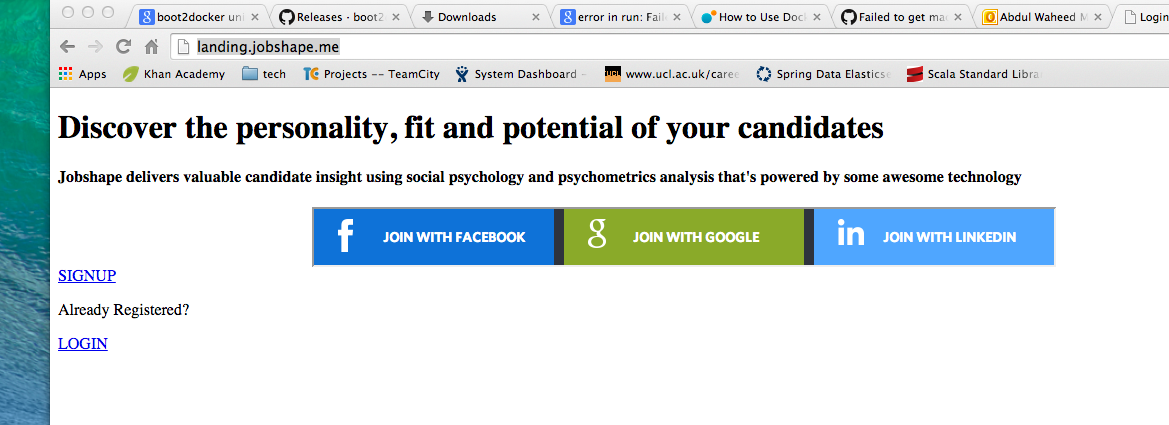 boot2docker unl
Releases · boot2
Downloads
error in run: Faile
How to Use Dock
Failed to get mac
Abdul Waheed M
Login
landing.jobshape.me
Apps
Khan Academy
tech
Projects -- TeamCity
System Dashboard -
www.ucl.ac.uk/caree
Spring Data Elasticse
Scala Standard Libra
Discover the personality, fit and potential of your candidates
Jobshape delivers valuable candidate insight using social psychology and psychometrics analysis that's powered by some awesome technology
JOIN WITH FACEBOOK
JOIN WITH GOOGLE
JOIN WITH LINKEDIN
SIGNUP
Already Registered?
LOGIN